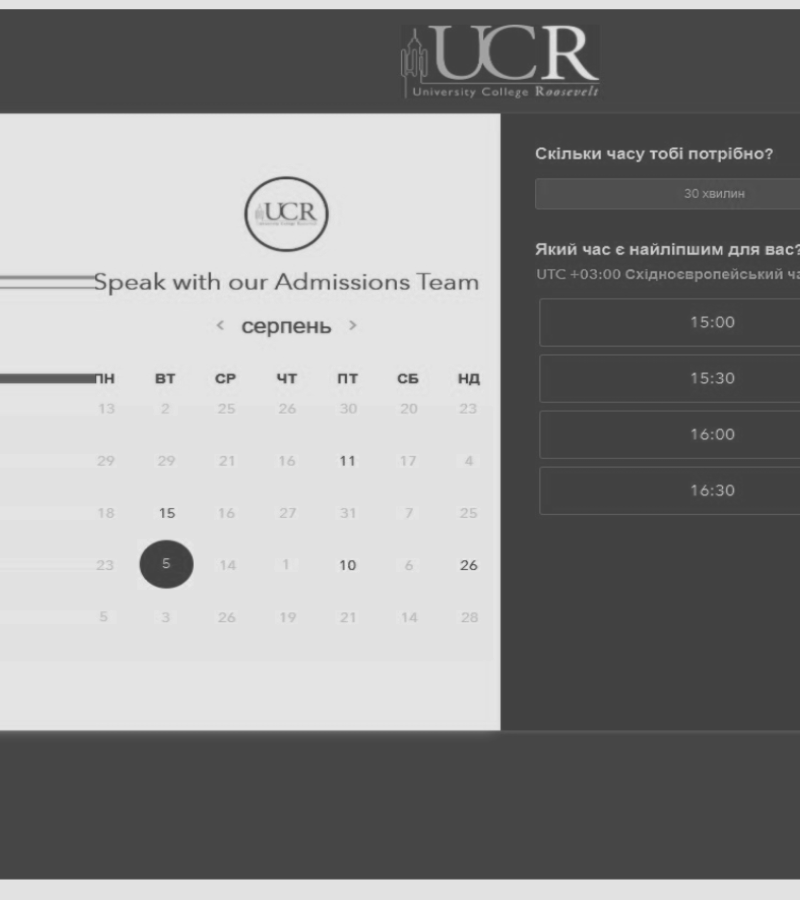 UCR
University College Roosevelt
UCR
Speak with our Admissions Team
< серпень >
ПН ВТ СР ЧТ ПТ СБ НД
13 2 25 26 30 20 23
29 29 21 16 11 17 4
18 15 16 27 31 7 25
23 5 14 1 10 6 26
5 3 26 19 21 14 28
Скільки часу тобі потрібно?
30 хвилин
Який час є найліпшим для вас?
UTC +03:00 Східноєвропейський
15:00
15:30
16:00
16:30